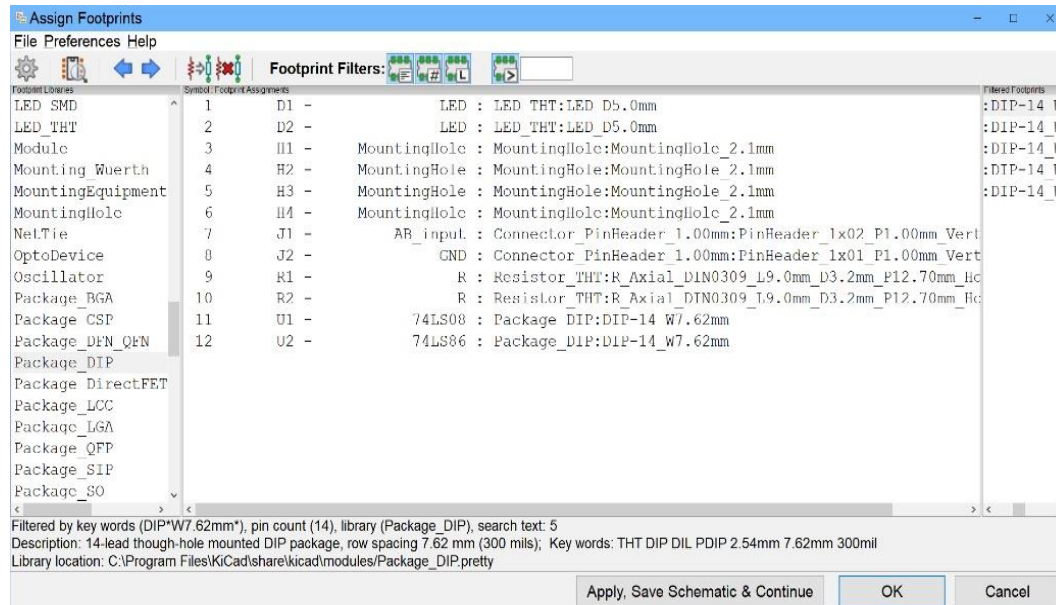 Assign Footprints
File Preferences Help
Footprint Filters:
Footprint Libraries
Symbol : Footprint Assignments
Filtered Footprints
LED_SMD
LED_THT
Module
Mounting_Wuerth
MountingEquipment
MountingHole
NetTie
OptoDevice
Oscillator
Package_BGA
Package_CSP
Package_DFN_QFN
Package_DIP
Package_DirectFET
Package_LCC
Package_LGA
Package_QFP
Package_SIP
Package_SO
1 D1 - LED : LED_THT:LED_D5.0mm
2 D2 - LED : LED_THT:LED_D5.0mm
3 H1 - MountingHole : MountingHole:MountingHole_2.1mm
4 H2 - MountingHole : MountingHole:MountingHole_2.1mm
5 H3 - MountingHole : MountingHole:MountingHole_2.1mm
6 H4 - MountingHole : MountingHole:MountingHole_2.1mm
7 J1 - AB_input : Connector_PinHeader_1.00mm:PinHeader_1x02_P1.00mm_Vert
8 J2 - GND : Connector_PinHeader_1.00mm:PinHeader_1x01_P1.00mm_Vert
9 R1 - R : Resistor_THT:R_Axial_DIN0309_L9.0mm_D3.2mm_P12.70mm_Ho
10 R2 - R : Resistor_THT:R_Axial_DIN0309_L9.0mm_D3.2mm_P12.70mm_Ho
11 U1 - 74LS08 : Package_DIP:DIP-14_W7.62mm
12 U2 - 74LS86 : Package_DIP:DIP-14_W7.62mm
:DIP-14_W
:DIP-14_W
:DIP-14_W
:DIP-14_W
:DIP-14_W
Filtered by key words (DIP*W7.62mm*), pin count (14), library (Package_DIP), search text: 5
Description: 14-lead though-hole mounted DIP package, row spacing 7.62 mm (300 mils); Key words: THT DIP DIL PDIP 2.54mm 7.62mm 300mil
Library location: C:\Program Files\KiCad\share\kicad\modules/Package_DIP.pretty
Apply, Save Schematic & Continue
OK
Cancel